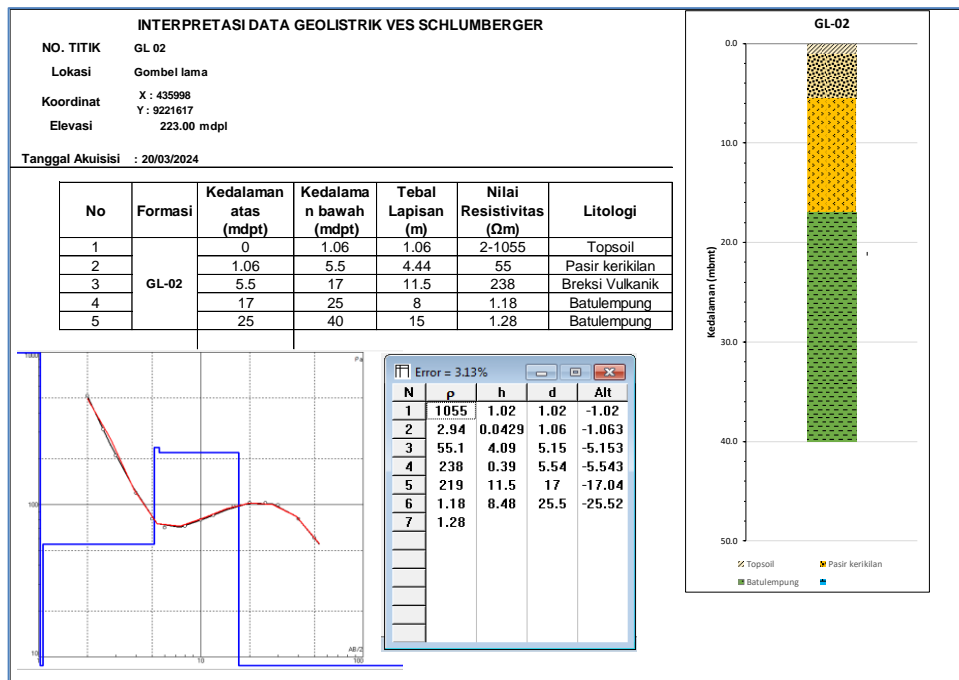 INTERPRETASI DATA GEOLISTRIK VES SCHLUMBERGER
NO. TITIK GL 02
Lokasi Gombel lama
Koordinat X : 435998
Y : 9221617
Elevasi 223.00 mdpl
Tanggal Akuisisi : 20/03/2024
No Formasi Kedalaman atas (mdpt) Kedalama n bawah (mdpt) Tebal Lapisan (m) Nilai Resistivitas (Ωm) Litologi
1 0 1.06 1.06 2-1055 Topsoil
2 1.06 5.5 4.44 55 Pasir kerikilan
GL-02
3 5.5 17 11.5 238 Breksi Vulkanik
4 17 25 8 1.18 Batulempung
5 25 40 15 1.28 Batulempung
Pa
100
10
10
AB/2
100
Error = 3.13%
N ρ h d Alt
1 1055 1.02 1.02 -1.02
2 2.94 0.0429 1.06 -1.063
3 55.1 4.09 5.15 -5.153
4 238 0.39 5.54 -5.543
5 219 11.5 17 -17.04
6 1.18 8.48 25.5 -25.52
7 1.28
GL-02
Kedalaman (mbmt)
0.0
10.0
20.0
30.0
40.0
50.0
Topsoil Pasir kerikilan
Batulempung